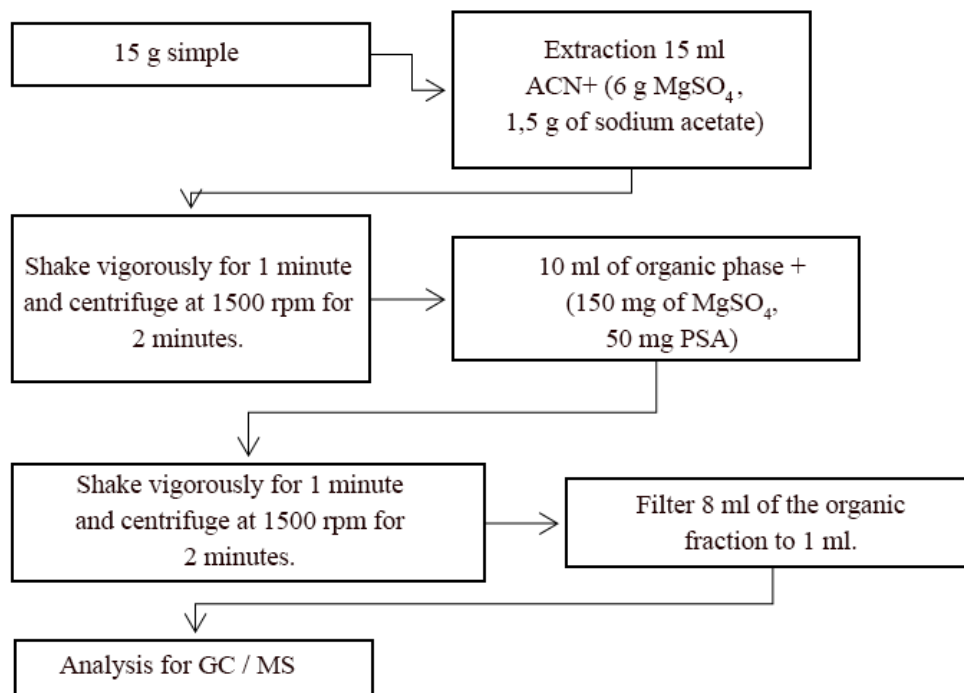 15 g simple
Extraction 15 ml
ACN+ (6 g MgSO₄,
1,5 g of sodium acetate)
Shake vigorously for 1 minute
and centrifuge at 1500 rpm for
2 minutes.
10 ml of organic phase +
(150 mg of MgSO₄,
50 mg PSA)
Shake vigorously for 1 minute
and centrifuge at 1500 rpm for
2 minutes.
Filter 8 ml of the organic
fraction to 1 ml.
Analysis for GC / MS